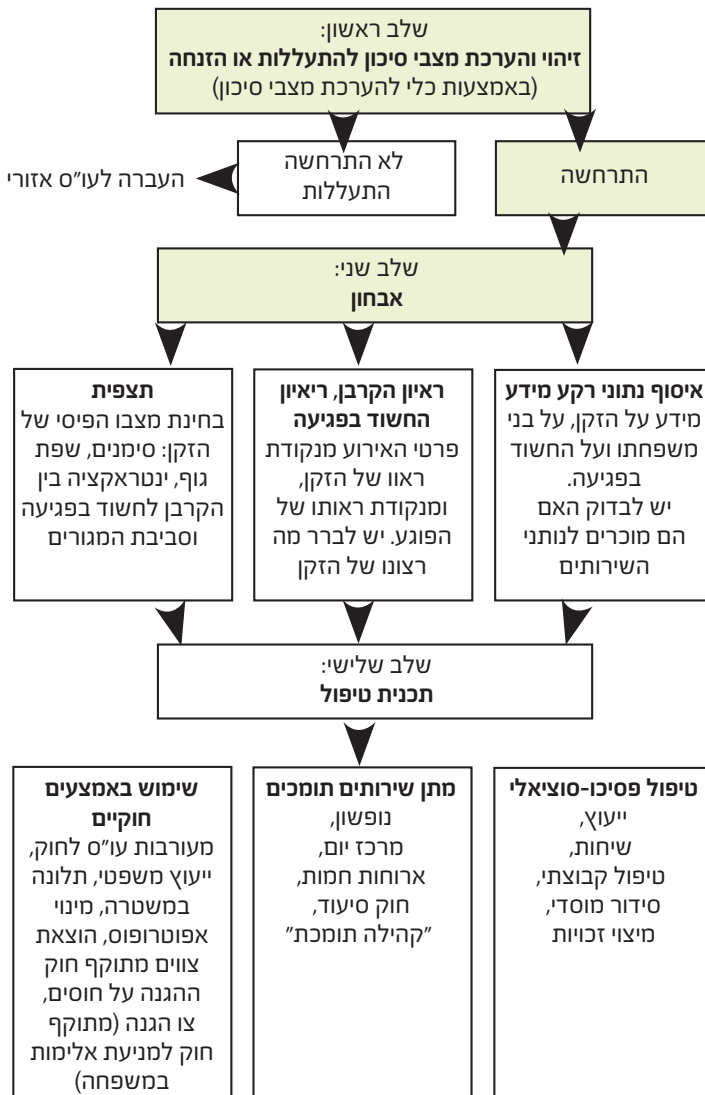 שלב ראשון:
זיהוי והערכת מצבי סיכון להתעללות או הזנחה
(באמצעות כלי להערכת מצבי סיכון)
התרחשה
לא התרחשה
התעללות
העברה לעו"ס אזורי
שלב שני:
אבחון
איסוף נתוני רקע מידע
מידע על הזקן, על בני
משפחתו ועל החשוד
בפגיעה.
יש לבדוק האם
הם מוכרים לנותני
השירותים
ראיון הקרבן, ריאיון
החשוד בפגיעה
פרטי האירוע מנקודת
ראוו של הזקן,
ומנקודת ראותו של
הפוגע. יש לברר מה
רצונו של הזקן
תצפית
בחינת מצבו הפיסי של
הזקן: סימנים, שפת
גוף, ינטראקציה בין
הקרבן לחשוד בפגיעה
וסביבת המגורים
שלב שלישי:
תכנית טיפול
טיפול פסיכו-סוציאלי
ייעוץ,
שיחות,
טיפול קבוצתי,
סידור מוסדי,
מיצוי זכויות
מתן שירותים תומכים
נופשון,
מרכז יום,
ארוחות חמות,
חוק סיעוד,
"קהילה תומכת"
שימוש באמצעים
חוקיים
מעורבות עו"ס לחוק,
ייעוץ משפטי, תלונה
במשטרה, מינוי
אפוטרופוס, הוצאת
צווים מתוקף חוק
ההגנה על חוסים,
צו הגנה (מתוקף
חוק למניעת אלימות
במשפחה)